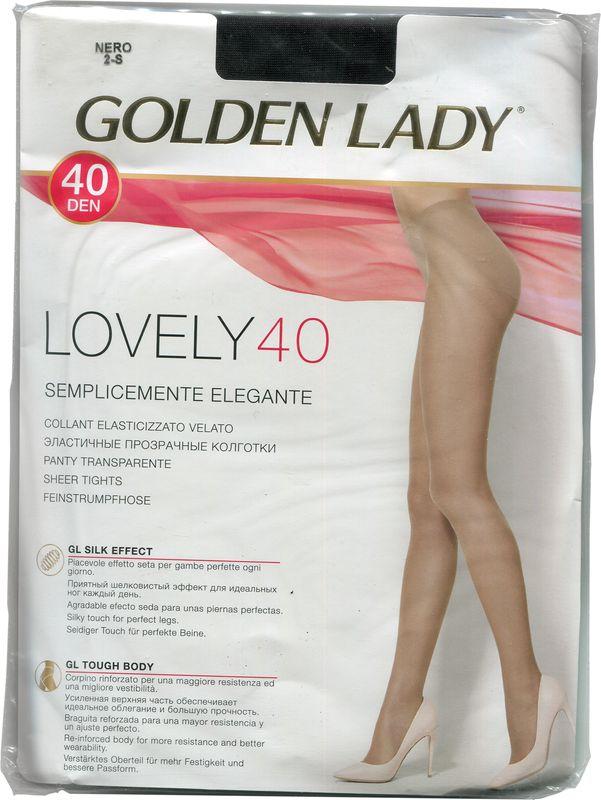 NERO
2-S
GOLDEN LADY®
40
DEN
LOVELY40
SEMPLICEMENTE ELEGANTE
COLLANT ELASTICIZZATO VELATO
ЭЛАСТИЧНЫЕ ПРОЗРАЧНЫЕ КОЛГОТКИ
PANTY TRANSPARENTE
SHEER TIGHTS
FEINSTRUMPFHOSE
GL SILK EFFECT
Piacevole effetto seta per gambe perfette ogni
giorno.
Приятный шелковистый эффект для идеальных
ног каждый день.
Agradable efecto seda para unas piernas perfectas.
Silky touch for perfect legs.
Seidiger Touch für perfekte Beine.
GL TOUGH BODY
Corpino rinforzato per una maggiore resistenza ed
una migliore vestibilità.
Усиленная верхняя часть обеспечивает
идеальное облегание и большую прочность.
Braguita reforzada para una mayor resistencia y
un ajuste perfecto.
Re-inforced body for more resistance and better
wearability.
Verstärktes Oberteil für mehr Festigkeit und
bessere Passform.